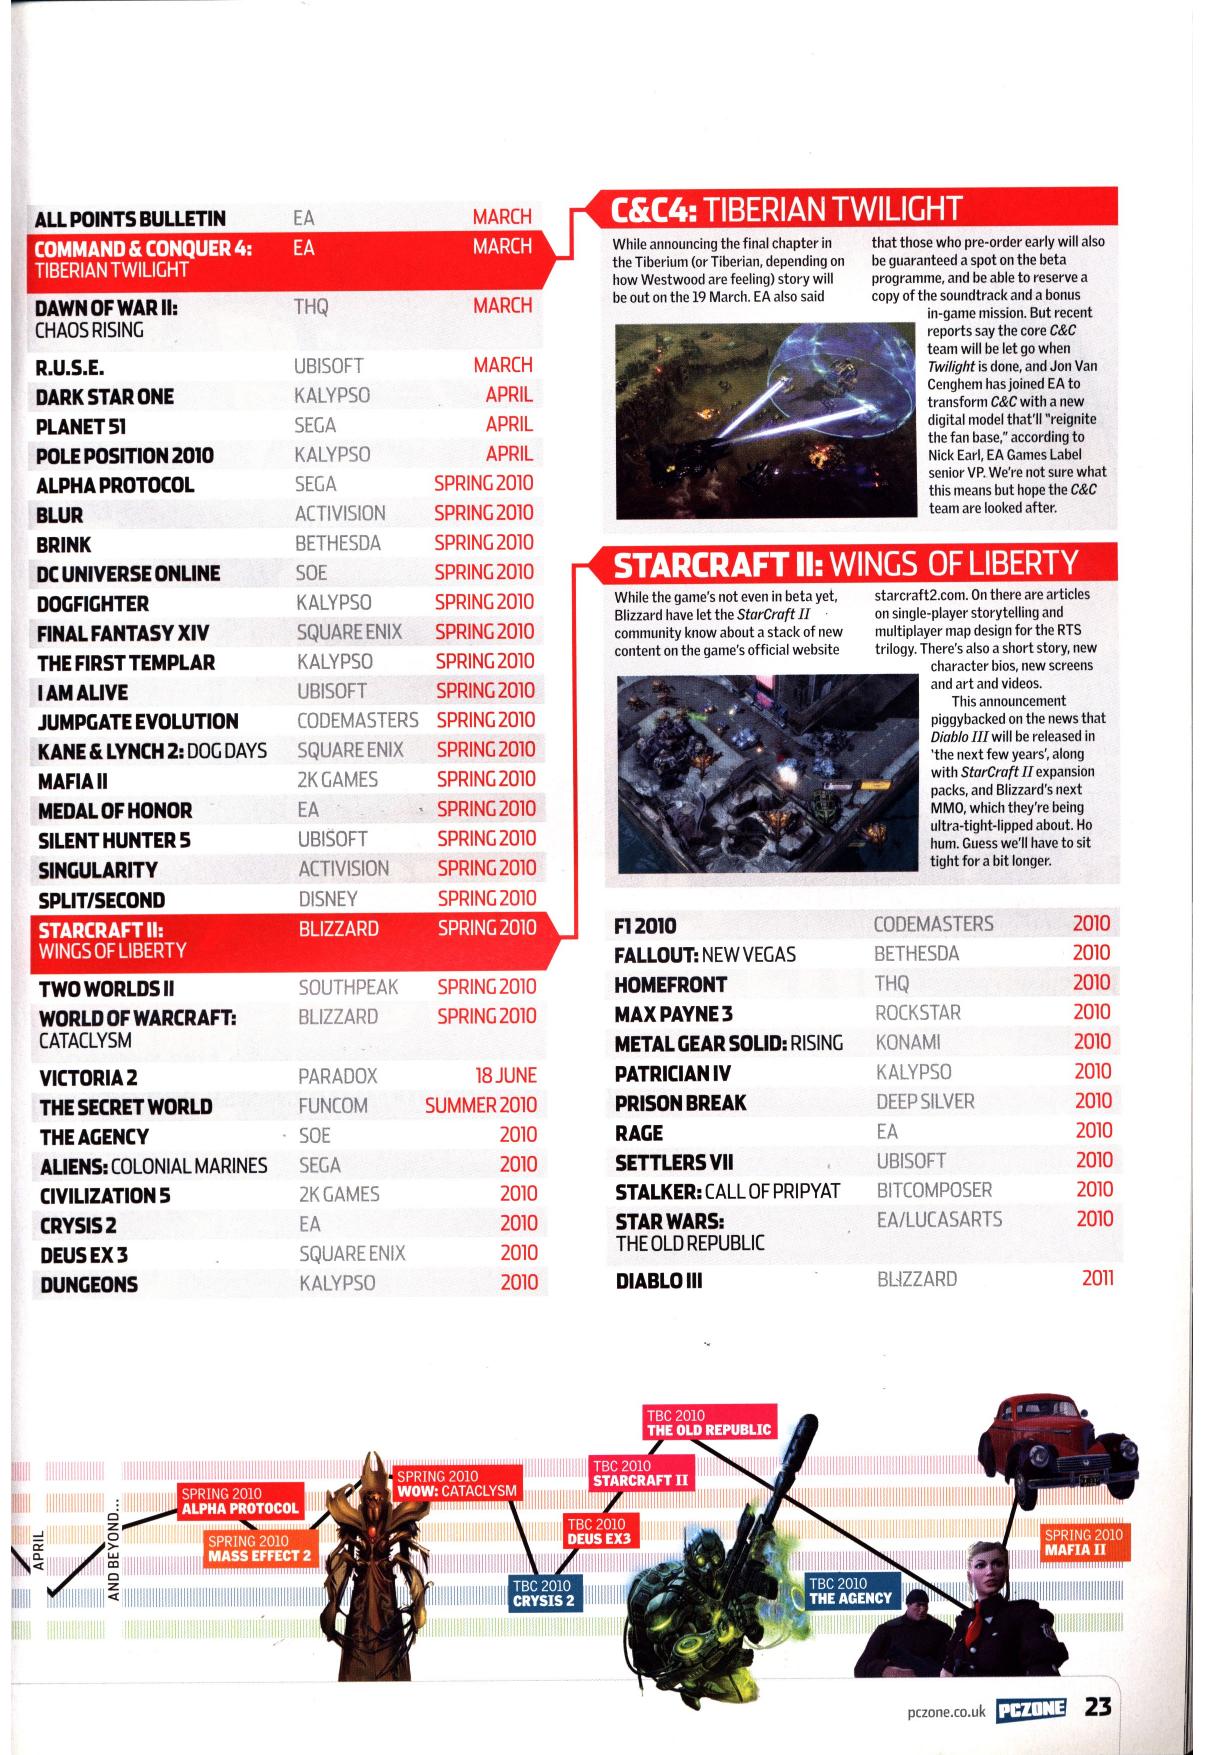 ALL POINTS BULLETIN EA MARCH
COMMAND & CONQUER 4: EA MARCH
TIBERIAN TWILIGHT
DAWN OF WAR II: THQ MARCH
CHAOS RISING
R.U.S.E. UBISOFT MARCH
DARK STAR ONE KALYPSO APRIL
PLANET 51 SEGA APRIL
POLE POSITION 2010 KALYPSO APRIL
ALPHA PROTOCOL SEGA SPRING 2010
BLUR ACTIVISION SPRING 2010
BRINK BETHESDA SPRING 2010
DC UNIVERSE ONLINE SOE SPRING 2010
DOGFIGHTER KALYPSO SPRING 2010
FINAL FANTASY XIV SQUARE ENIX SPRING 2010
THE FIRST TEMPLAR KALYPSO SPRING 2010
I AM ALIVE UBISOFT SPRING 2010
JUMPGATE EVOLUTION CODEMASTERS SPRING 2010
KANE & LYNCH 2: DOG DAYS SQUARE ENIX SPRING 2010
MAFIA II 2K GAMES SPRING 2010
MEDAL OF HONOR EA SPRING 2010
SILENT HUNTER 5 UBISOFT SPRING 2010
SINGULARITY ACTIVISION SPRING 2010
SPLIT/SECOND DISNEY SPRING 2010
STARCRAFT II: BLIZZARD SPRING 2010
WINGS OF LIBERTY
TWO WORLDS II SOUTHPEAK SPRING 2010
WORLD OF WARCRAFT: BLIZZARD SPRING 2010
CATACLYSM
VICTORIA 2 PARADOX 18 JUNE
THE SECRET WORLD FUNCOM SUMMER 2010
THE AGENCY SOE 2010
ALIENS: COLONIAL MARINES SEGA 2010
CIVILIZATION 5 2K GAMES 2010
CRYSIS 2 EA 2010
DEUS EX 3 SQUARE ENIX 2010
DUNGEONS KALYPSO 2010
C&C4: TIBERIAN TWILIGHT
While announcing the final chapter in
the Tiberium (or Tiberian, depending on
how Westwood are feeling) story will
be out on the 19 March. EA also said
that those who pre-order early will also
be guaranteed a spot on the beta
programme, and be able to reserve a
copy of the soundtrack and a bonus
in-game mission. But recent
reports say the core C&C
team will be let go when
Twilight is done, and Jon Van
Cenghem has joined EA to
transform C&C with a new
digital model that'll "reignite
the fan base," according to
Nick Earl, EA Games Label
senior VP. We're not sure what
this means but hope the C&C
team are looked after.
STARCRAFT II: WINGS OF LIBERTY
While the game's not even in beta yet,
Blizzard have let the StarCraft II
community know about a stack of new
content on the game's official website
starcraft2.com. On there are articles
on single-player storytelling and
multiplayer map design for the RTS
trilogy. There's also a short story, new
character bios, new screens
and art and videos.
This announcement
piggybacked on the news that
Diablo III will be released in
'the next few years', along
with StarCraft II expansion
packs, and Blizzard's next
MMO, which they're being
ultra-tight-lipped about. Ho
hum. Guess we'll have to sit
tight for a bit longer.
F1 2010 CODEMASTERS 2010
FALLOUT: NEW VEGAS BETHESDA 2010
HOMEFRONT THQ 2010
MAX PAYNE 3 ROCKSTAR 2010
METAL GEAR SOLID: RISING KONAMI 2010
PATRICIAN IV KALYPSO 2010
PRISON BREAK DEEP SILVER 2010
RAGE EA 2010
SETTLERS VII UBISOFT 2010
STALKER: CALL OF PRIPYAT BITCOMPOSER 2010
STAR WARS: EA/LUCASARTS 2010
THE OLD REPUBLIC
DIABLO III BLIZZARD 2011
APRIL
AND BEYOND...
SPRING 2010
ALPHA PROTOCOL
SPRING 2010
MASS EFFECT 2
SPRING 2010
WOW: CATACLYSM
TBC 2010
CRYSIS 2
TBC 2010
DEUS EX3
TBC 2010
STARCRAFT II
TBC 2010
THE OLD REPUBLIC
TBC 2010
THE AGENCY
SPRING 2010
MAFIA II
pczone.co.uk PCZONE 23